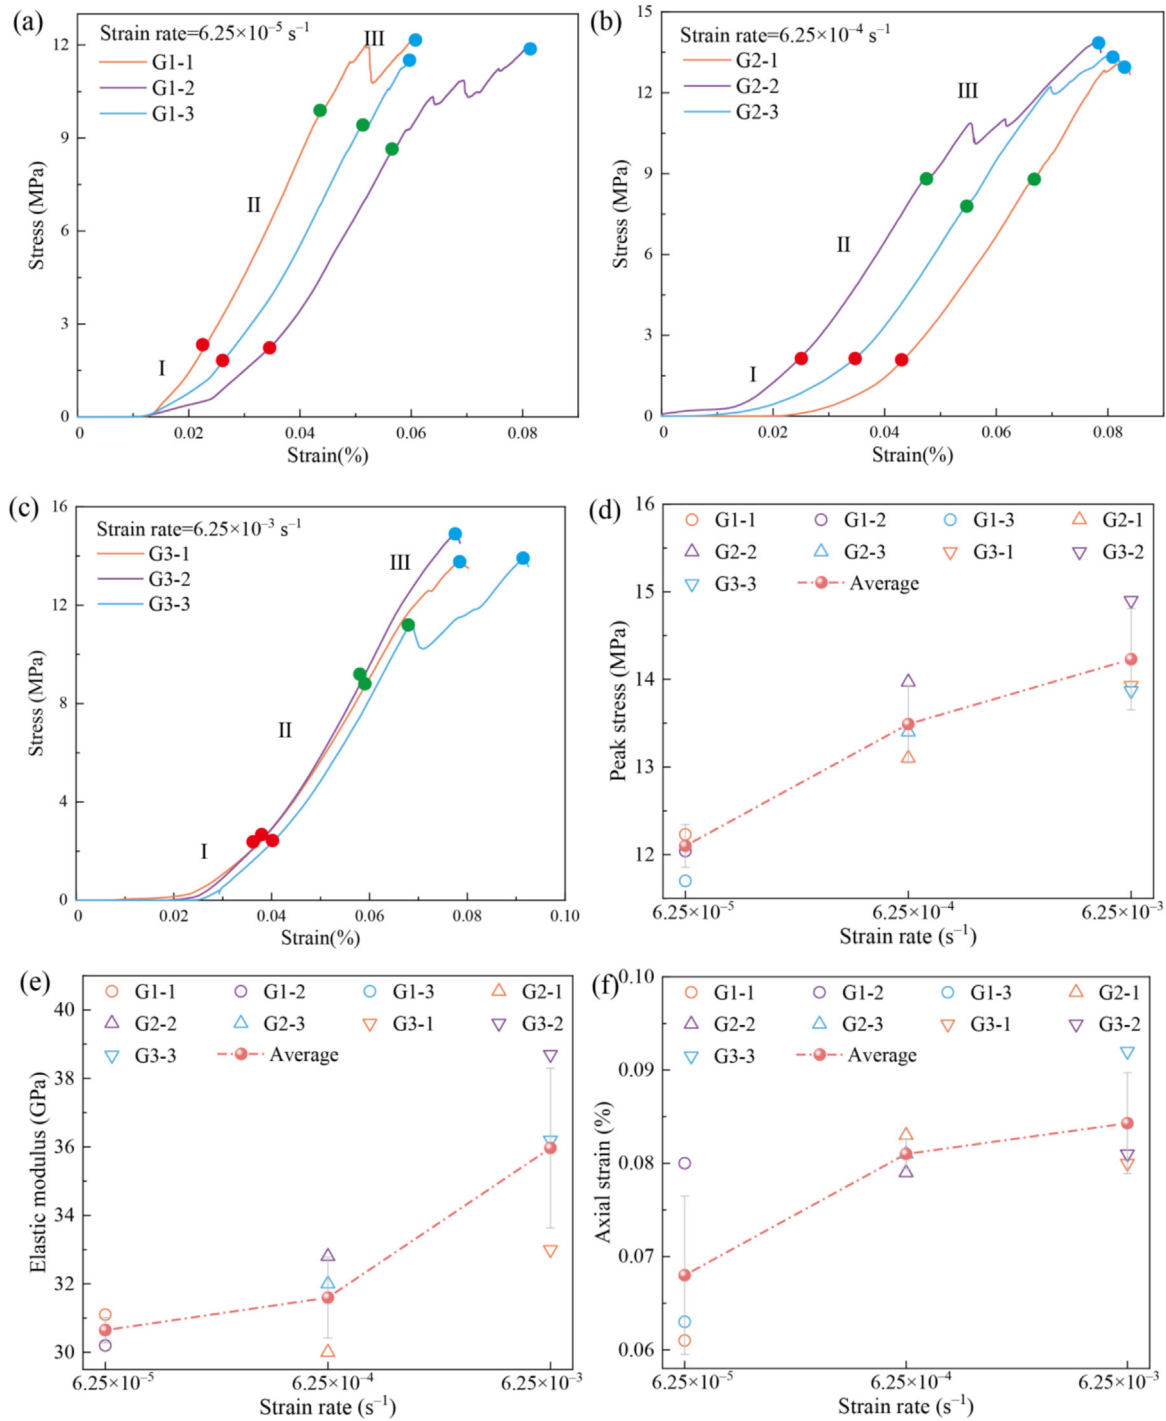 (a)
Strain rate=6.25×10⁻⁵ s⁻¹
G1-1
G1-2
G1-3
I
II
III
12
9
6
3
0
Stress (MPa)
0 0.02 0.04 0.06 0.08
Strain(%)
(b)
Strain rate=6.25×10⁻⁴ s⁻¹
G2-1
G2-2
G2-3
I
II
III
15
12
9
6
3
0
Stress (MPa)
0 0.02 0.04 0.06 0.08
Strain(%)
(c)
Strain rate=6.25×10⁻³ s⁻¹
G3-1
G3-2
G3-3
I
II
III
16
12
8
4
0
Stress (MPa)
0 0.02 0.04 0.06 0.08 0.10
Strain(%)
(d)
G1-1 G1-2 G1-3 G2-1
G2-2 G2-3 G3-1 G3-2
G3-3 Average
16
15
14
13
12
Peak stress (MPa)
6.25×10⁻⁵ 6.25×10⁻⁴ 6.25×10⁻³
Strain rate (s⁻¹)
(e)
G1-1 G1-2 G1-3 G2-1
G2-2 G2-3 G3-1 G3-2
G3-3 Average
40
38
36
34
32
30
Elastic modulus (GPa)
6.25×10⁻⁵ 6.25×10⁻⁴ 6.25×10⁻³
Strain rate (s⁻¹)
(f)
G1-1 G1-2 G1-3 G2-1
G2-2 G2-3 G3-1 G3-2
G3-3 Average
0.10
0.09
0.08
0.07
0.06
Axial strain (%)
6.25×10⁻⁵ 6.25×10⁻⁴ 6.25×10⁻³
Strain rate (s⁻¹)